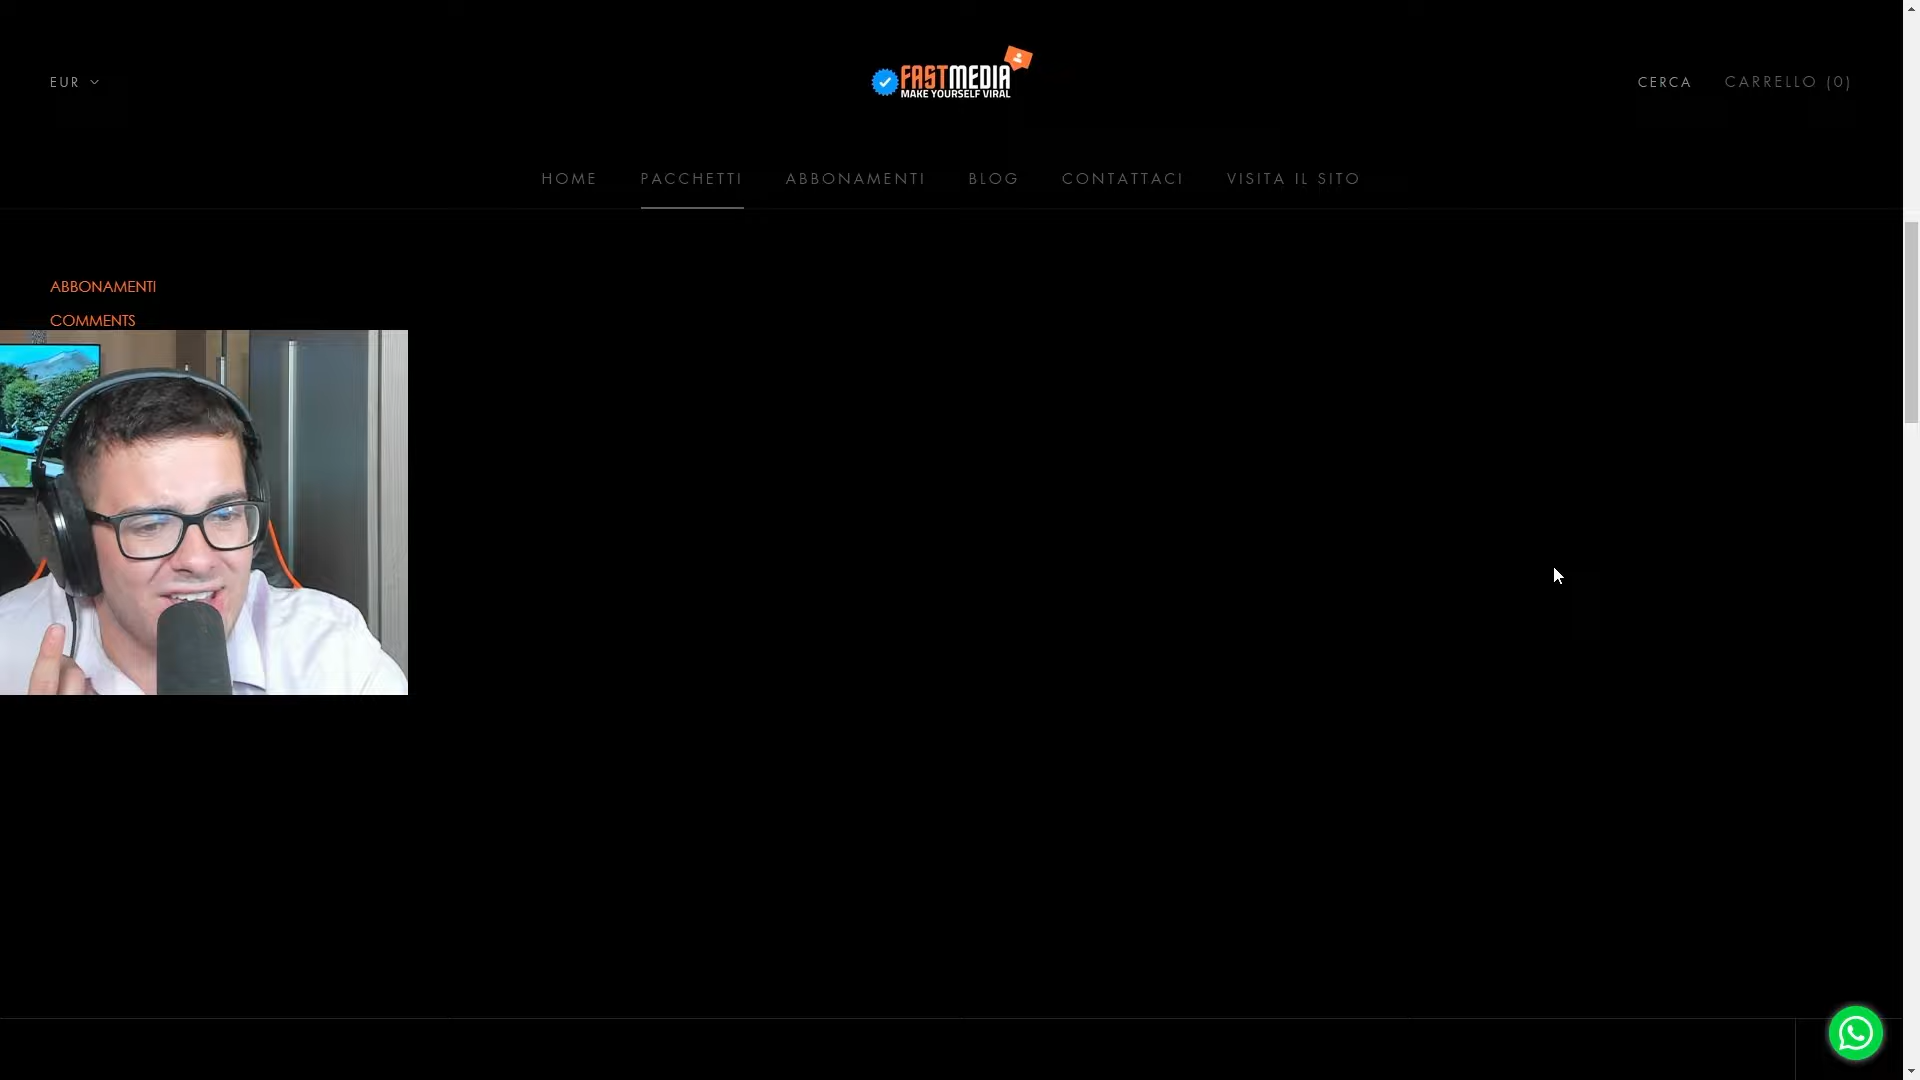 EUR
FASTMEDIA
MAKE YOURSELF VIRAL
CERCA
CARRELLO (0)
HOME
PACCHETTI
ABBONAMENTI
BLOG
CONTATTACI
VISITA IL SITO
ABBONAMENTI
COMMENTS